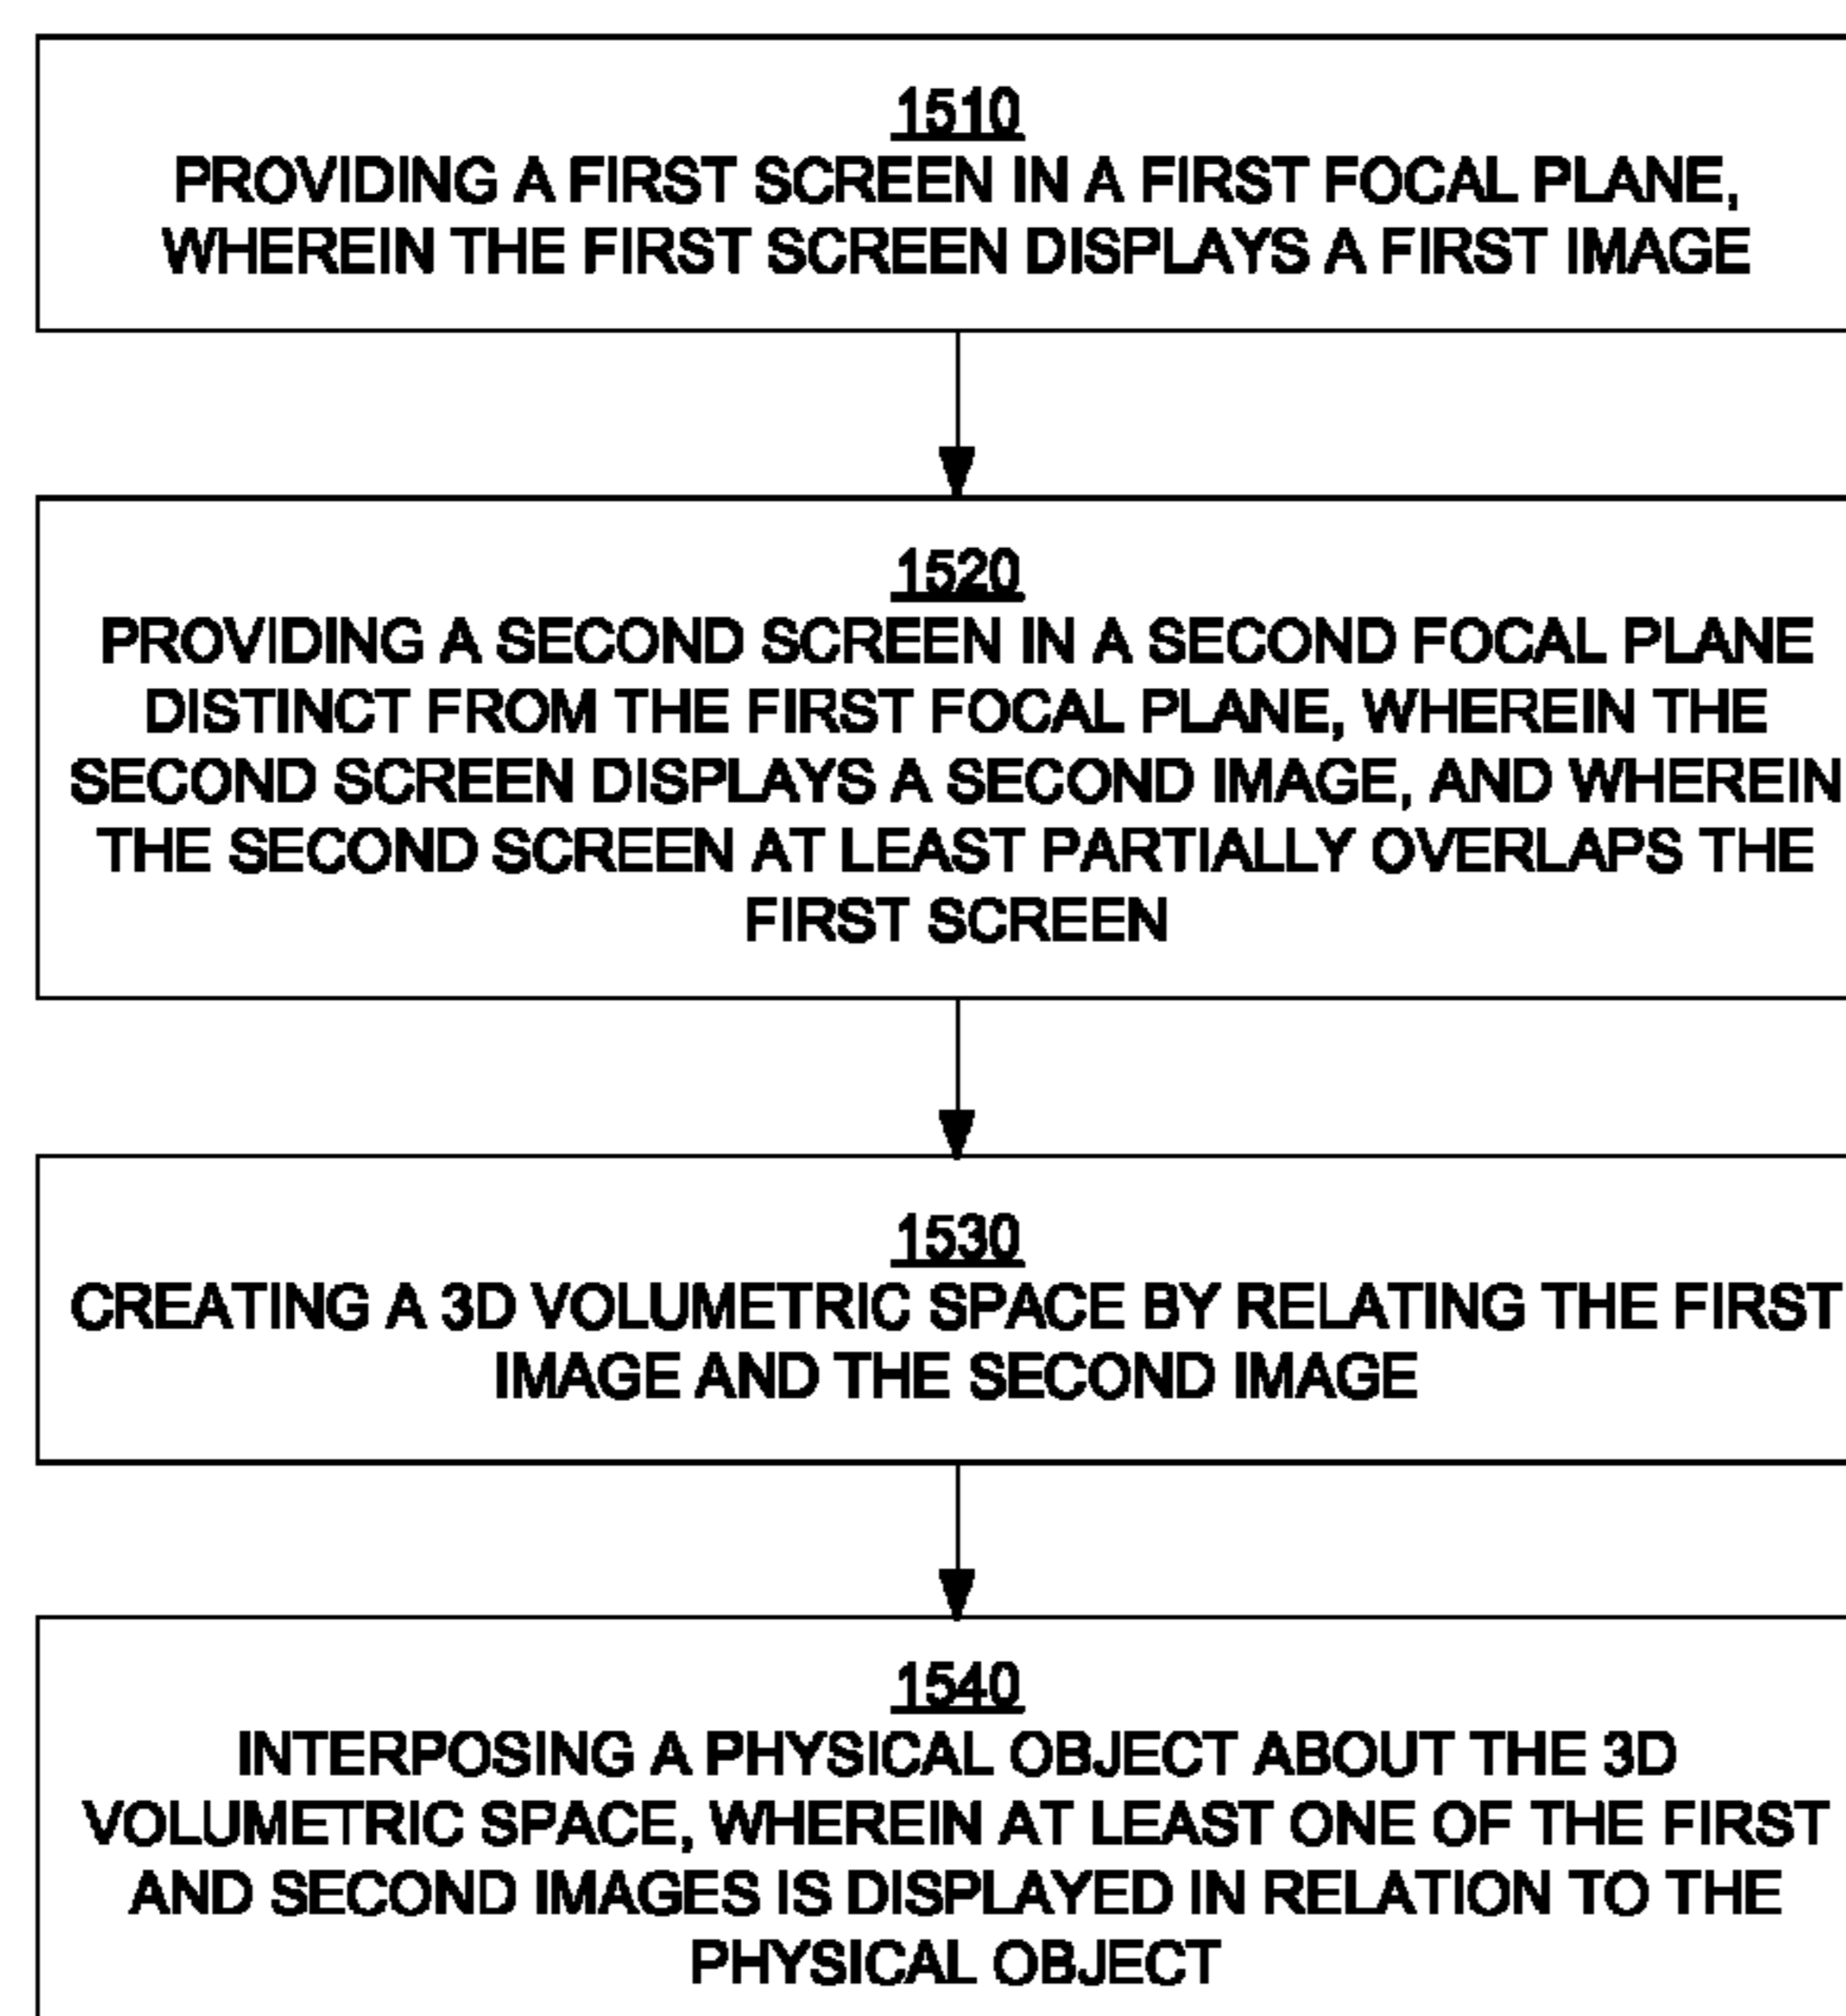 1510
PROVIDING A FIRST SCREEN IN A FIRST FOCAL PLANE,
WHEREIN THE FIRST SCREEN DISPLAYS A FIRST IMAGE
1520
PROVIDING A SECOND SCREEN IN A SECOND FOCAL PLANE
DISTINCT FROM THE FIRST FOCAL PLANE, WHEREIN THE
SECOND SCREEN DISPLAYS A SECOND IMAGE, AND WHEREIN
THE SECOND SCREEN AT LEAST PARTIALLY OVERLAPS THE
FIRST SCREEN
1530
CREATING A 3D VOLUMETRIC SPACE BY RELATING THE FIRST
IMAGE AND THE SECOND IMAGE
1540
INTERPOSING A PHYSICAL OBJECT ABOUT THE 3D
VOLUMETRIC SPACE, WHEREIN AT LEAST ONE OF THE FIRST
AND SECOND IMAGES IS DISPLAYED IN RELATION TO THE
PHYSICAL OBJECT